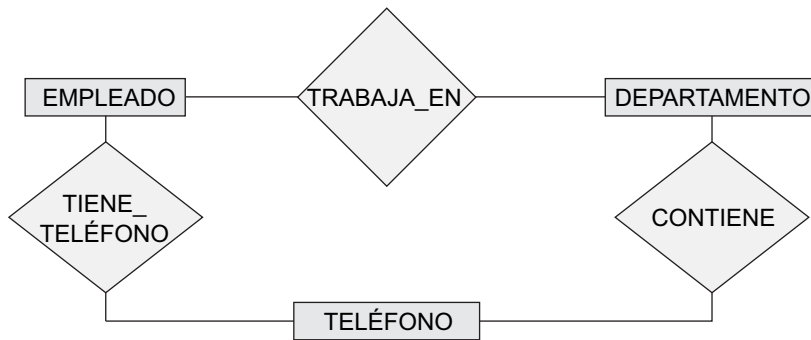 EMPLEADO
TRABAJA_EN
DEPARTAMENTO
TIENE_
TELÉFONO
CONTIENE
TELÉFONO